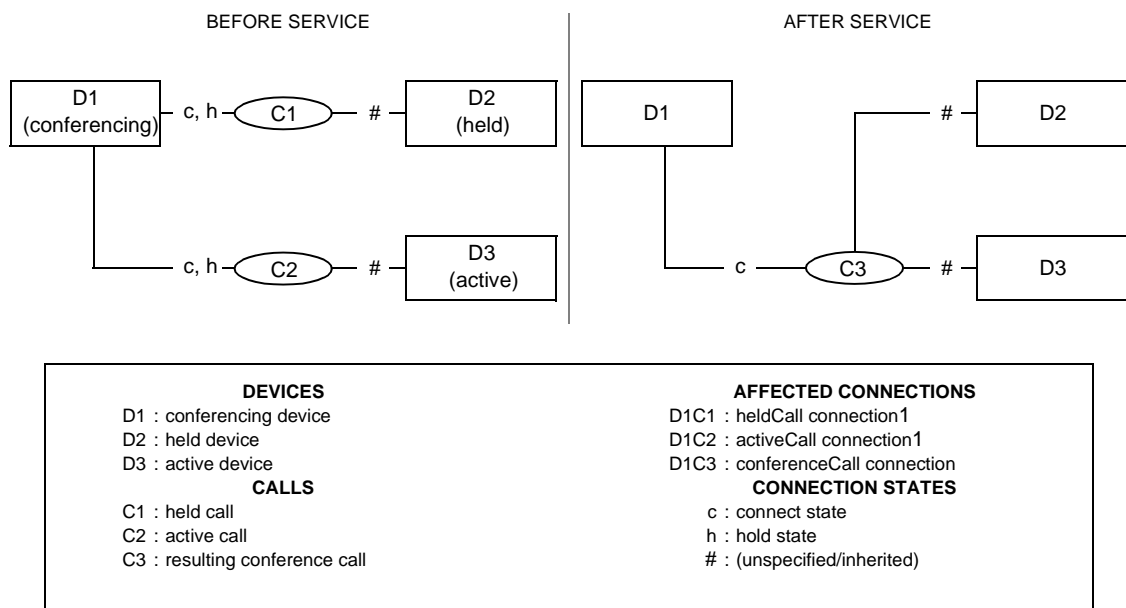 BEFORE SERVICE
AFTER SERVICE
D1
(conferencing)
c, h
C1
#
D2
(held)
c, h
C2
#
D3
(active)
D1
#
D2
c
C3
#
D3
DEVICES
D1 : conferencing device
D2 : held device
D3 : active device
CALLS
C1 : held call
C2 : active call
C3 : resulting conference call
AFFECTED CONNECTIONS
D1C1 : heldCall connection1
D1C2 : activeCall connection1
D1C3 : conferenceCall connection
CONNECTION STATES
c : connect state
h : hold state
# : (unspecified/inherited)